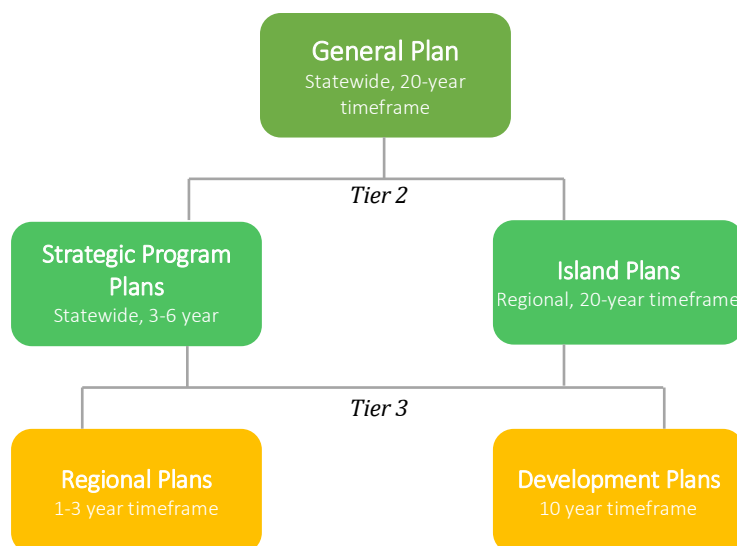 General Plan
Statewide, 20-year
timeframe
Tier 2
Strategic Program
Plans
Statewide, 3-6 year
Island Plans
Regional, 20-year timeframe
Tier 3
Regional Plans
1-3 year timeframe
Development Plans
10 year timeframe